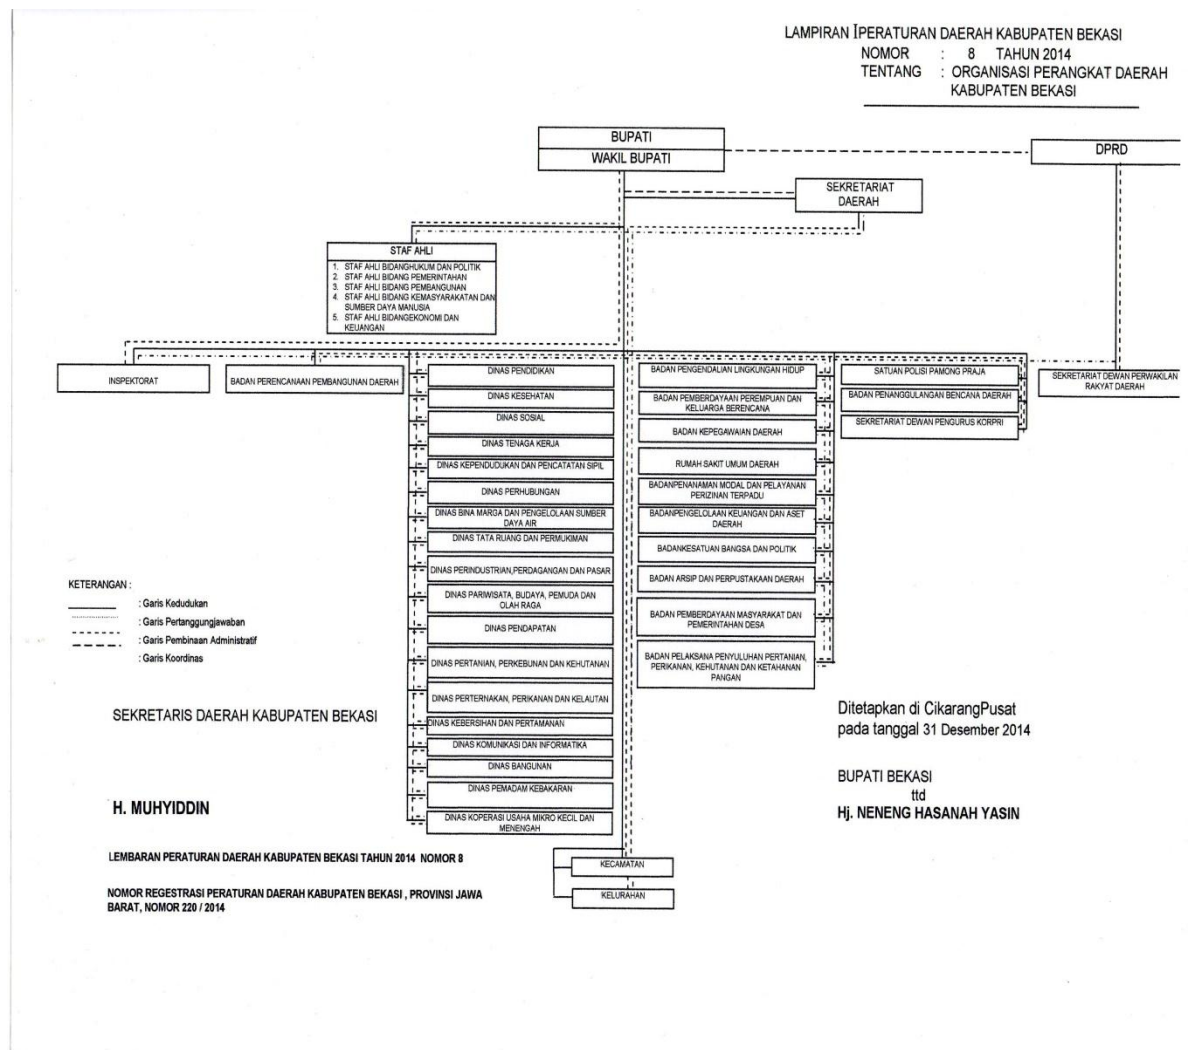 LAMPIRAN IPERATURAN DAERAH KABUPATEN BEKASI
NOMOR : 8 TAHUN 2014
TENTANG : ORGANISASI PERANGKAT DAERAH
KABUPATEN BEKASI
BUPATI
WAKIL BUPATI
DPRD
SEKRETARIAT
DAERAH
STAF AHLI
1. STAF AHLI BIDANGHUKUM DAN POLITIK
2. STAF AHLI BIDANG PEMERINTAHAN
3. STAF AHLI BIDANG PEMBANGUNAN
4. STAF AHLI BIDANG KEMASYARAKATAN DAN
SUMBER DAYA MANUSIA
5. STAF AHLI BIDANGEKONOMI DAN
KEUANGAN
INSPEKTORAT
BADAN PERENCANAAN PEMBANGUNAN DAERAH
DINAS PENDIDIKAN
DINAS KESEHATAN
DINAS SOSIAL
DINAS TENAGA KERJA
DINAS KEPENDUDUKAN DAN PENCATATAN SIPIL
DINAS PERHUBUNGAN
DINAS BINA MARGA DAN PENGELOLAAN SUMBER
DAYA AIR
DINAS TATA RUANG DAN PERMUKIMAN
DINAS PERINDUSTRIAN,PERDAGANGAN DAN PASAR
DINAS PARIWISATA, BUDAYA, PEMUDA DAN
OLAH RAGA
DINAS PENDAPATAN
DINAS PERTANIAN, PERKEBUNAN DAN KEHUTANAN
DINAS PERTERNAKAN, PERIKANAN DAN KELAUTAN
DINAS KEBERSIHAN DAN PERTAMANAN
DINAS KOMUNIKASI DAN INFORMATIKA
DINAS BANGUNAN
DINAS PEMADAM KEBAKARAN
DINAS KOPERASI USAHA MIKRO KECIL DAN
MENENGAH
BADAN PENGENDALIAN LINGKUNGAN HIDUP
BADAN PEMBERDAYAAN PEREMPUAN DAN
KELUARGA BERENCANA
BADAN KEPEGAWAIAN DAERAH
RUMAH SAKIT UMUM DAERAH
BADANPENANAMAN MODAL DAN PELAYANAN
PERIZINAN TERPADU
BADANPENGELOLAAN KEUANGAN DAN ASET
DAERAH
BADANKESATUAN BANGSA DAN POLITIK
BADAN ARSIP DAN PERPUSTAKAAN DAERAH
BADAN PEMBERDAYAAN MASYARAKAT DAN
PEMERINTAHAN DESA
BADAN PELAKSANA PENYULUHAN PERTANIAN,
PERIKANAN, KEHUTANAN DAN KETAHANAN
PANGAN
SATUAN POLISI PAMONG PRAJA
BADAN PENANGGULANGAN BENCANA DAERAH
SEKRETARIAT DEWAN PENGURUS KORPRI
SEKRETARIAT DEWAN PERWAKILAN
RAKYAT DAERAH
KECAMATAN
KELURAHAN
KETERANGAN :
: Garis Kedudukan
: Garis Pertanggungjawaban
: Garis Pembinaan Administratif
: Garis Koordinas
SEKRETARIS DAERAH KABUPATEN BEKASI
H. MUHYIDDIN
Ditetapkan di CikarangPusat
pada tanggal 31 Desember 2014
BUPATI BEKASI
ttd
Hj. NENENG HASANAH YASIN
LEMBARAN PERATURAN DAERAH KABUPATEN BEKASI TAHUN 2014 NOMOR 8
NOMOR REGESTRASI PERATURAN DAERAH KABUPATEN BEKASI , PROVINSI JAWA
BARAT, NOMOR 220 / 2014